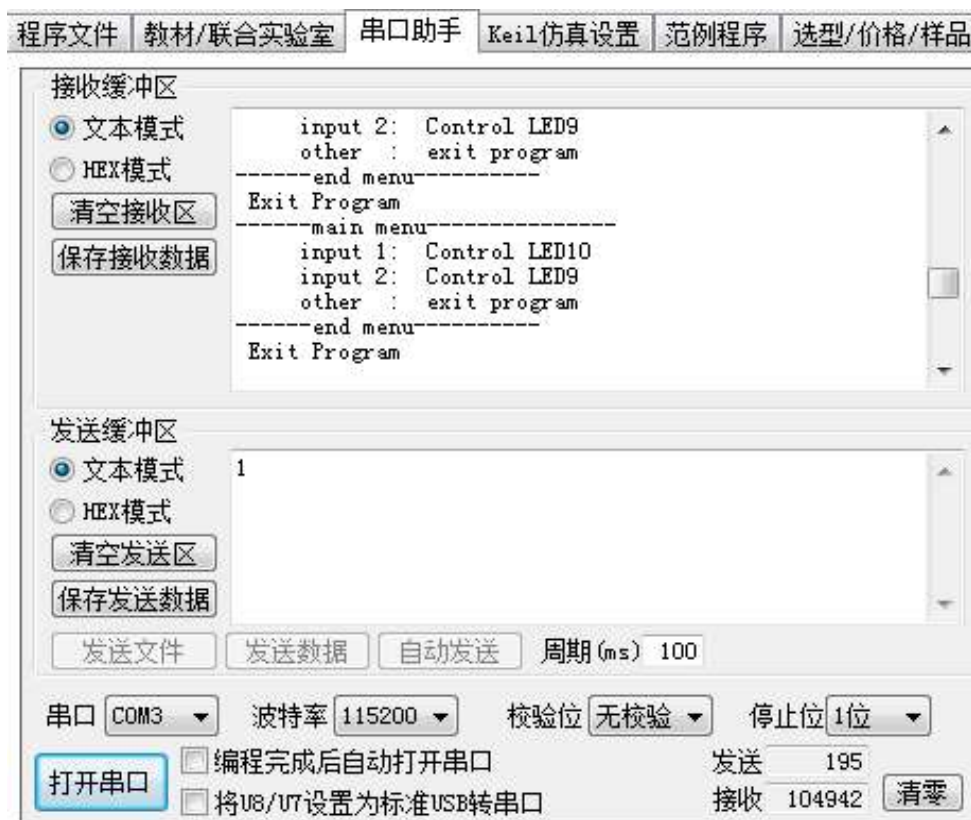 程序文件 教材/联合实验室 串口助手 Keil仿真设置 范例程序 选型/价格/样品
接收缓冲区
文本模式
HEX模式
清空接收区
保存接收数据
input 2:  Control LED9
other  :  exit program
------end menu----------
Exit Program
------main menu---------------
input 1:  Control LED10
input 2:  Control LED9
other  :  exit program
------end menu----------
Exit Program
发送缓冲区
文本模式
HEX模式
清空发送区
保存发送数据
1
发送文件 发送数据 自动发送 周期(ms) 100
串口 COM3 波特率 115200 校验位 无校验 停止位 1位
打开串口
编程完成后自动打开串口
将U8/U7设置为标准USB转串口
发送 195
接收 104942 清零